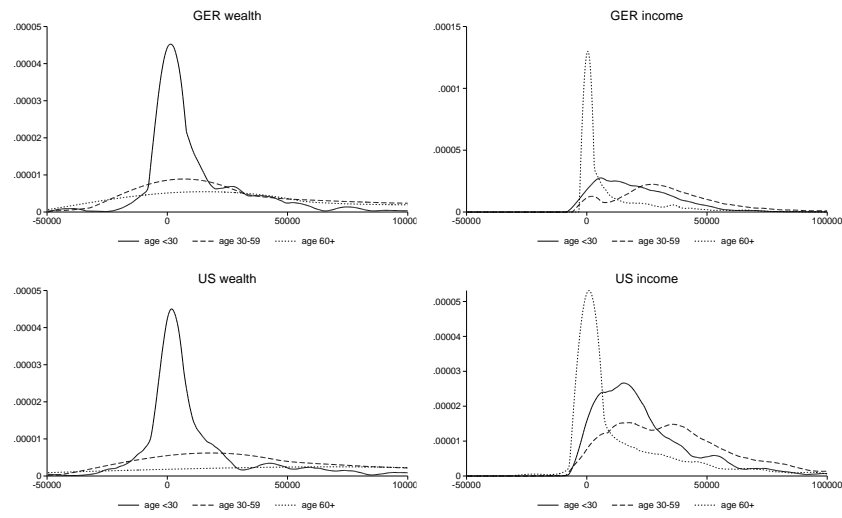 GER wealth
.00005
.00004
.00003
.00002
.00001
0
-50000 0 50000 10000
age <30 age 30-59 age 60+
GER income
.00015
.0001
.00005
0
-50000 0 50000 100000
age <30 age 30-59 age 60+
US wealth
.00005
.00004
.00003
.00002
.00001
0
-50000 0 50000 10000
age <30 age 30-59 age 60+
US income
.00005
.00004
.00003
.00002
.00001
0
-50000 0 50000 100000
age <30 age 30-59 age 60+